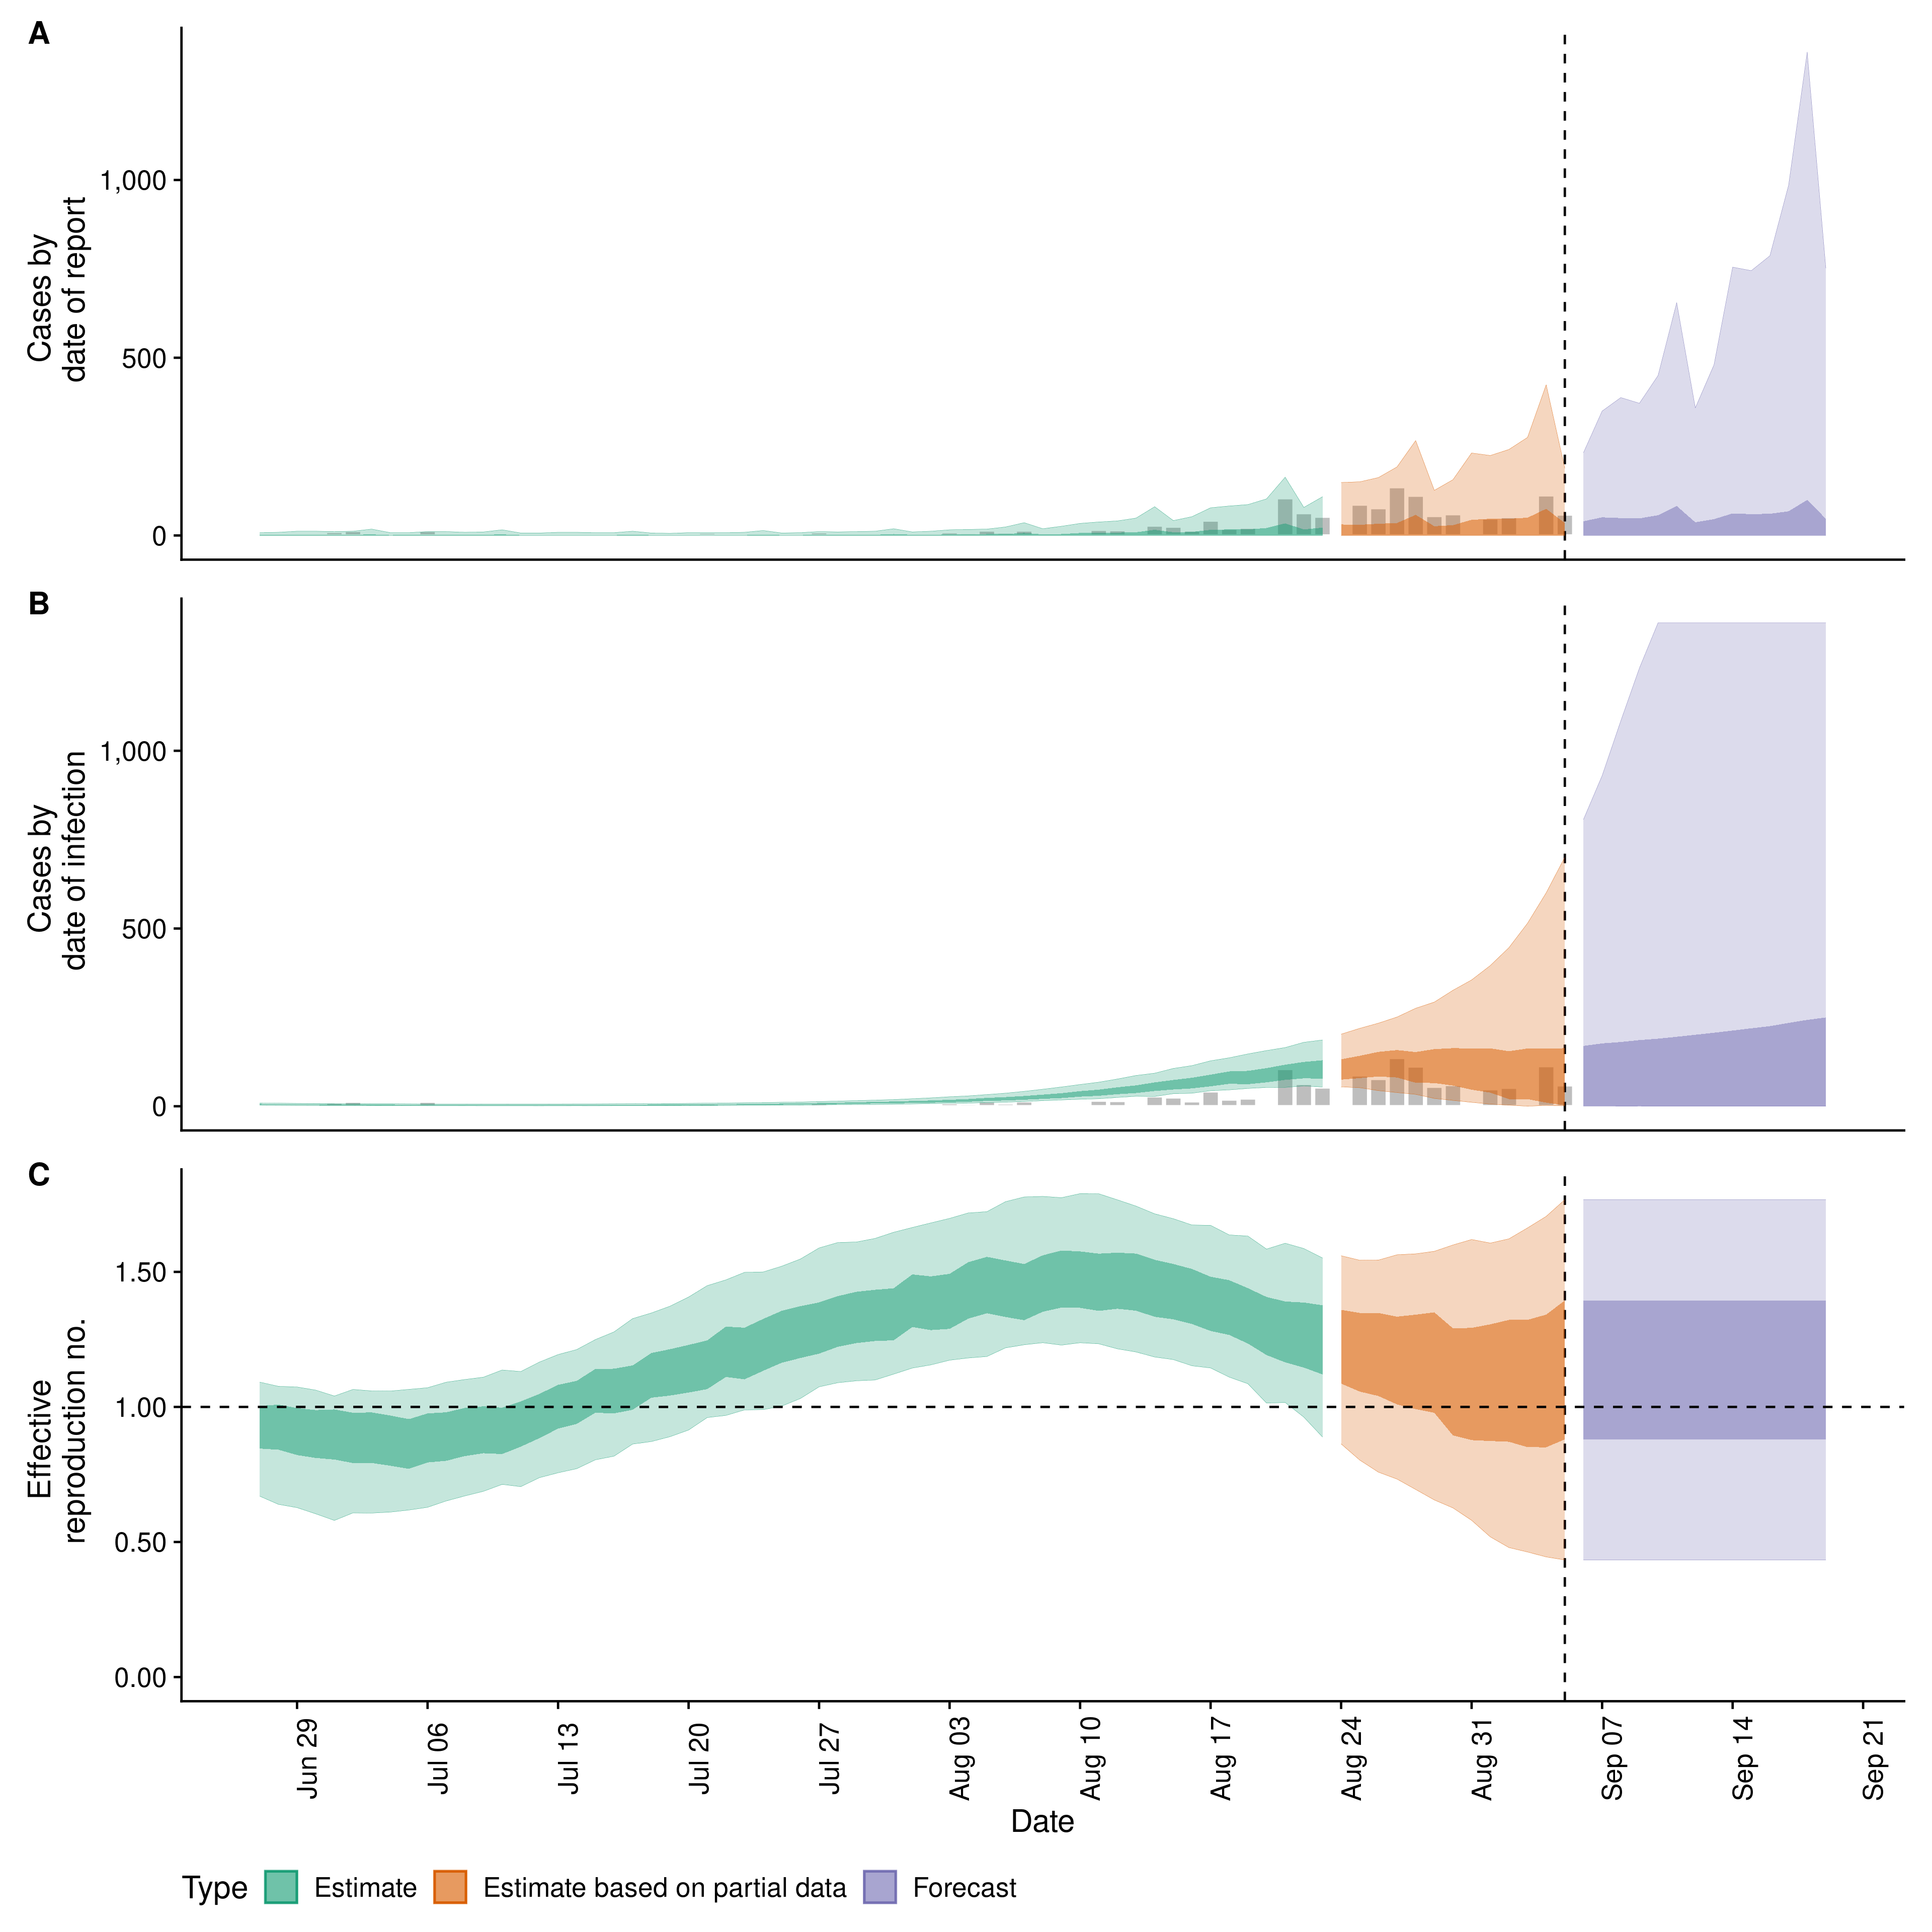 A
Cases by
date of report
1,000
500
0
B
Cases by
date of infection
1,000
500
0
C
Effective
reproduction no.
1.50
1.00
0.50
0.00
Jun 29
Jul 06
Jul 13
Jul 20
Jul 27
Aug 03
Aug 10
Aug 17
Aug 24
Aug 31
Sep 07
Sep 14
Sep 21
Date
Type Estimate Estimate based on partial data Forecast